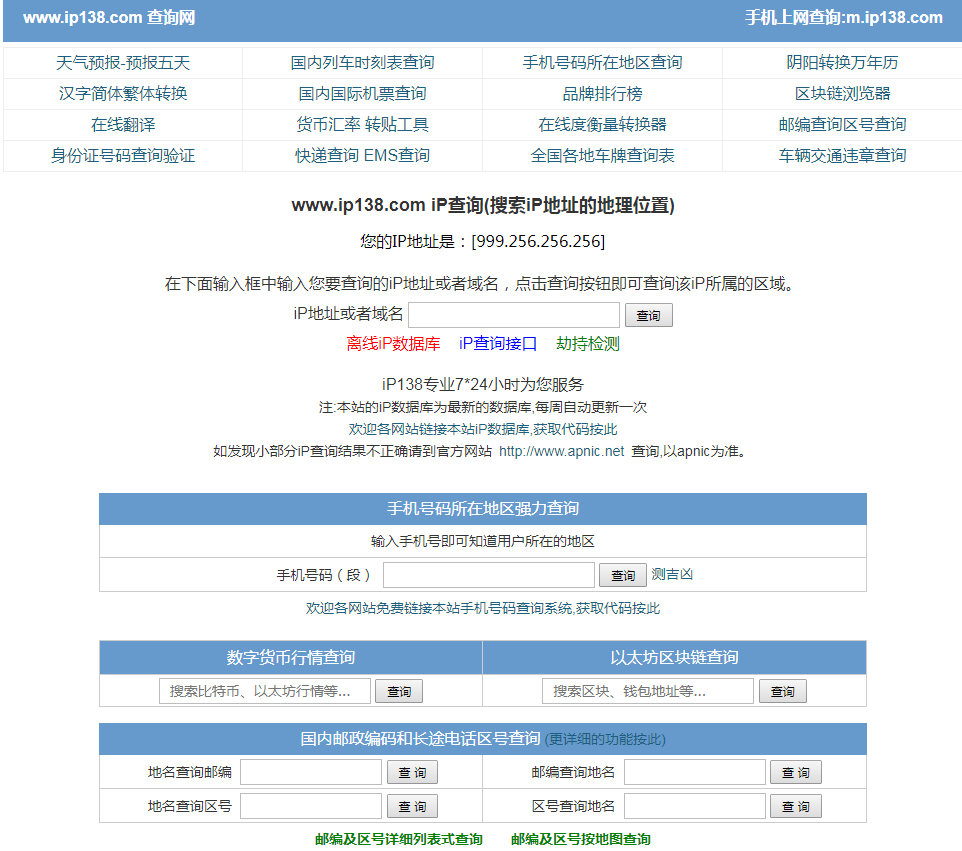 www.ip138.com 查询网 手机上网查询:m.ip138.com
天气预报-预报五天 国内列车时刻表查询 手机号码所在地区查询 阴阳转换万年历
汉字简体繁体转换 国内国际机票查询 品牌排行榜 区块链浏览器
在线翻译 货币汇率 转贴工具 在线度衡量转换器 邮编查询区号查询
身份证号码查询验证 快递查询 EMS查询 全国各地车牌查询表 车辆交通违章查询
www.ip138.com iP查询(搜索iP地址的地理位置)
您的IP地址是：[999.256.256.256]
在下面输入框中输入您要查询的iP地址或者域名，点击查询按钮即可查询该iP所属的区域。
iP地址或者域名 查询
离线iP数据库 iP查询接口 劫持检测
iP138专业7*24小时为您服务
注:本站的iP数据库为最新的数据库,每周自动更新一次
欢迎各网站链接本站iP数据库,获取代码按此
如发现小部分iP查询结果不正确请到官方网站 http://www.apnic.net 查询,以apnic为准。
手机号码所在地区强力查询
输入手机号即可知道用户所在的地区
手机号码（段） 查询 测吉凶
欢迎各网站免费链接本站手机号码查询系统,获取代码按此
数字货币行情查询 以太坊区块链查询
搜索比特币、以太坊行情等... 查询 搜索区块、钱包地址等... 查询
国内邮政编码和长途电话区号查询 (更详细的功能按此)
地名查询邮编 查 询 邮编查询地名 查 询
地名查询区号 查 询 区号查询地名 查 询
邮编及区号详细列表式查询 邮编及区号按地图查询